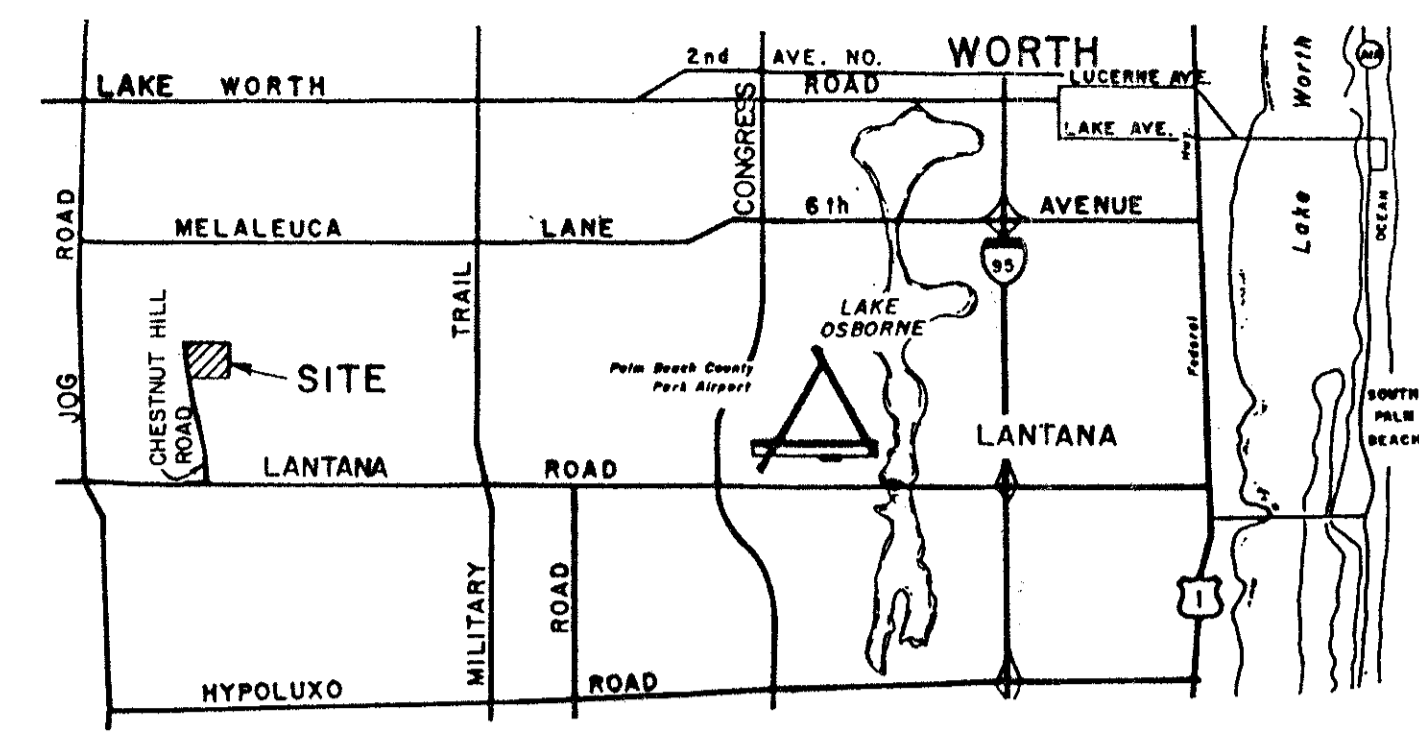 2nd AVE. NO.
WORTH
LAKE WORTH ROAD
LUCERNE AVE.
LAKE AVE.
Hwy.
Lake Worth
A1A
OCEAN
CONGRESS
6th AVENUE
MELALEUCA LANE
JOG ROAD
95
TRAIL
LAKE
OSBORNE
CHESTNUT HILL
ROAD
SITE
Palm Beach County
Park Airport
Federal
SOUTH
PALM
BEACH
LANTANA
LANTANA ROAD
MILITARY
ROAD
1
HYPOLUXO ROAD